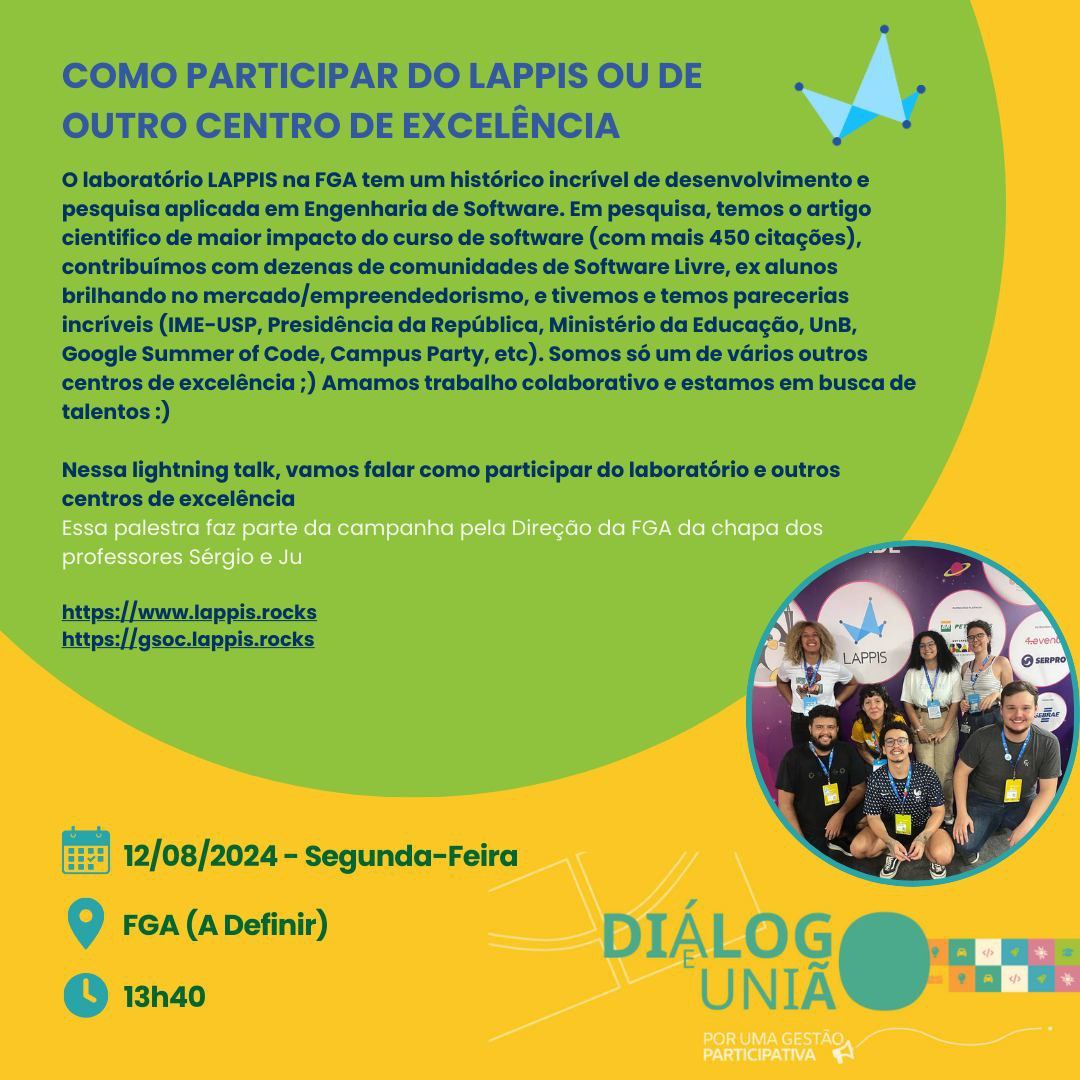 COMO PARTICIPAR DO LAPPIS OU DE
OUTRO CENTRO DE EXCELÊNCIA
O laboratório LAPPIS na FGA tem um histórico incrível de desenvolvimento e
pesquisa aplicada em Engenharia de Software. Em pesquisa, temos o artigo
cientifico de maior impacto do curso de software (com mais 450 citações),
contribuímos com dezenas de comunidades de Software Livre, ex alunos
brilhando no mercado/empreendedorismo, e tivemos e temos parecerias
incríveis (IME-USP, Presidência da República, Ministério da Educação, UnB,
Google Summer of Code, Campus Party, etc). Somos só um de vários outros
centros de excelência ;) Amamos trabalho colaborativo e estamos em busca de
talentos :)
Nessa lightning talk, vamos falar como participar do laboratório e outros
centros de excelência
Essa palestra faz parte da campanha pela Direção da FGA da chapa dos
professores Sérgio e Ju
https://www.lappis.rocks
https://gsoc.lappis.rocks
LAPPIS
SERPRO
SEBRAE
12/08/2024 - Segunda-Feira
FGA (A Definir)
13h40
DIÁLOGO
E
UNIÃO
POR UMA GESTÃO
PARTICIPATIVA